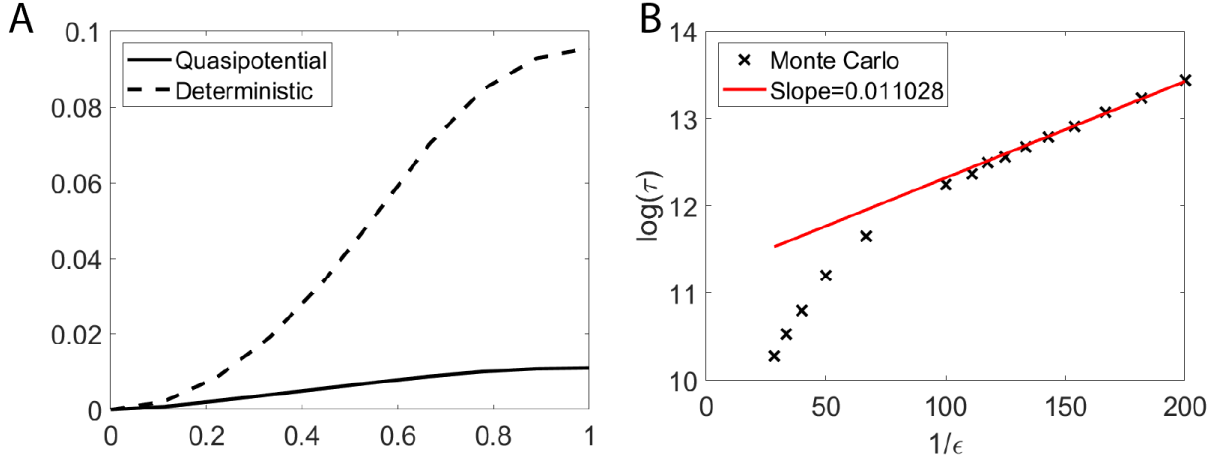 A
0.1
0.08
0.06
0.04
0.02
0
0 0.2 0.4 0.6 0.8 1
Quasipotential
Deterministic
B
14
13
12
11
10
0 50 100 150 200
log(τ)
1/ϵ
Monte Carlo
Slope=0.011028